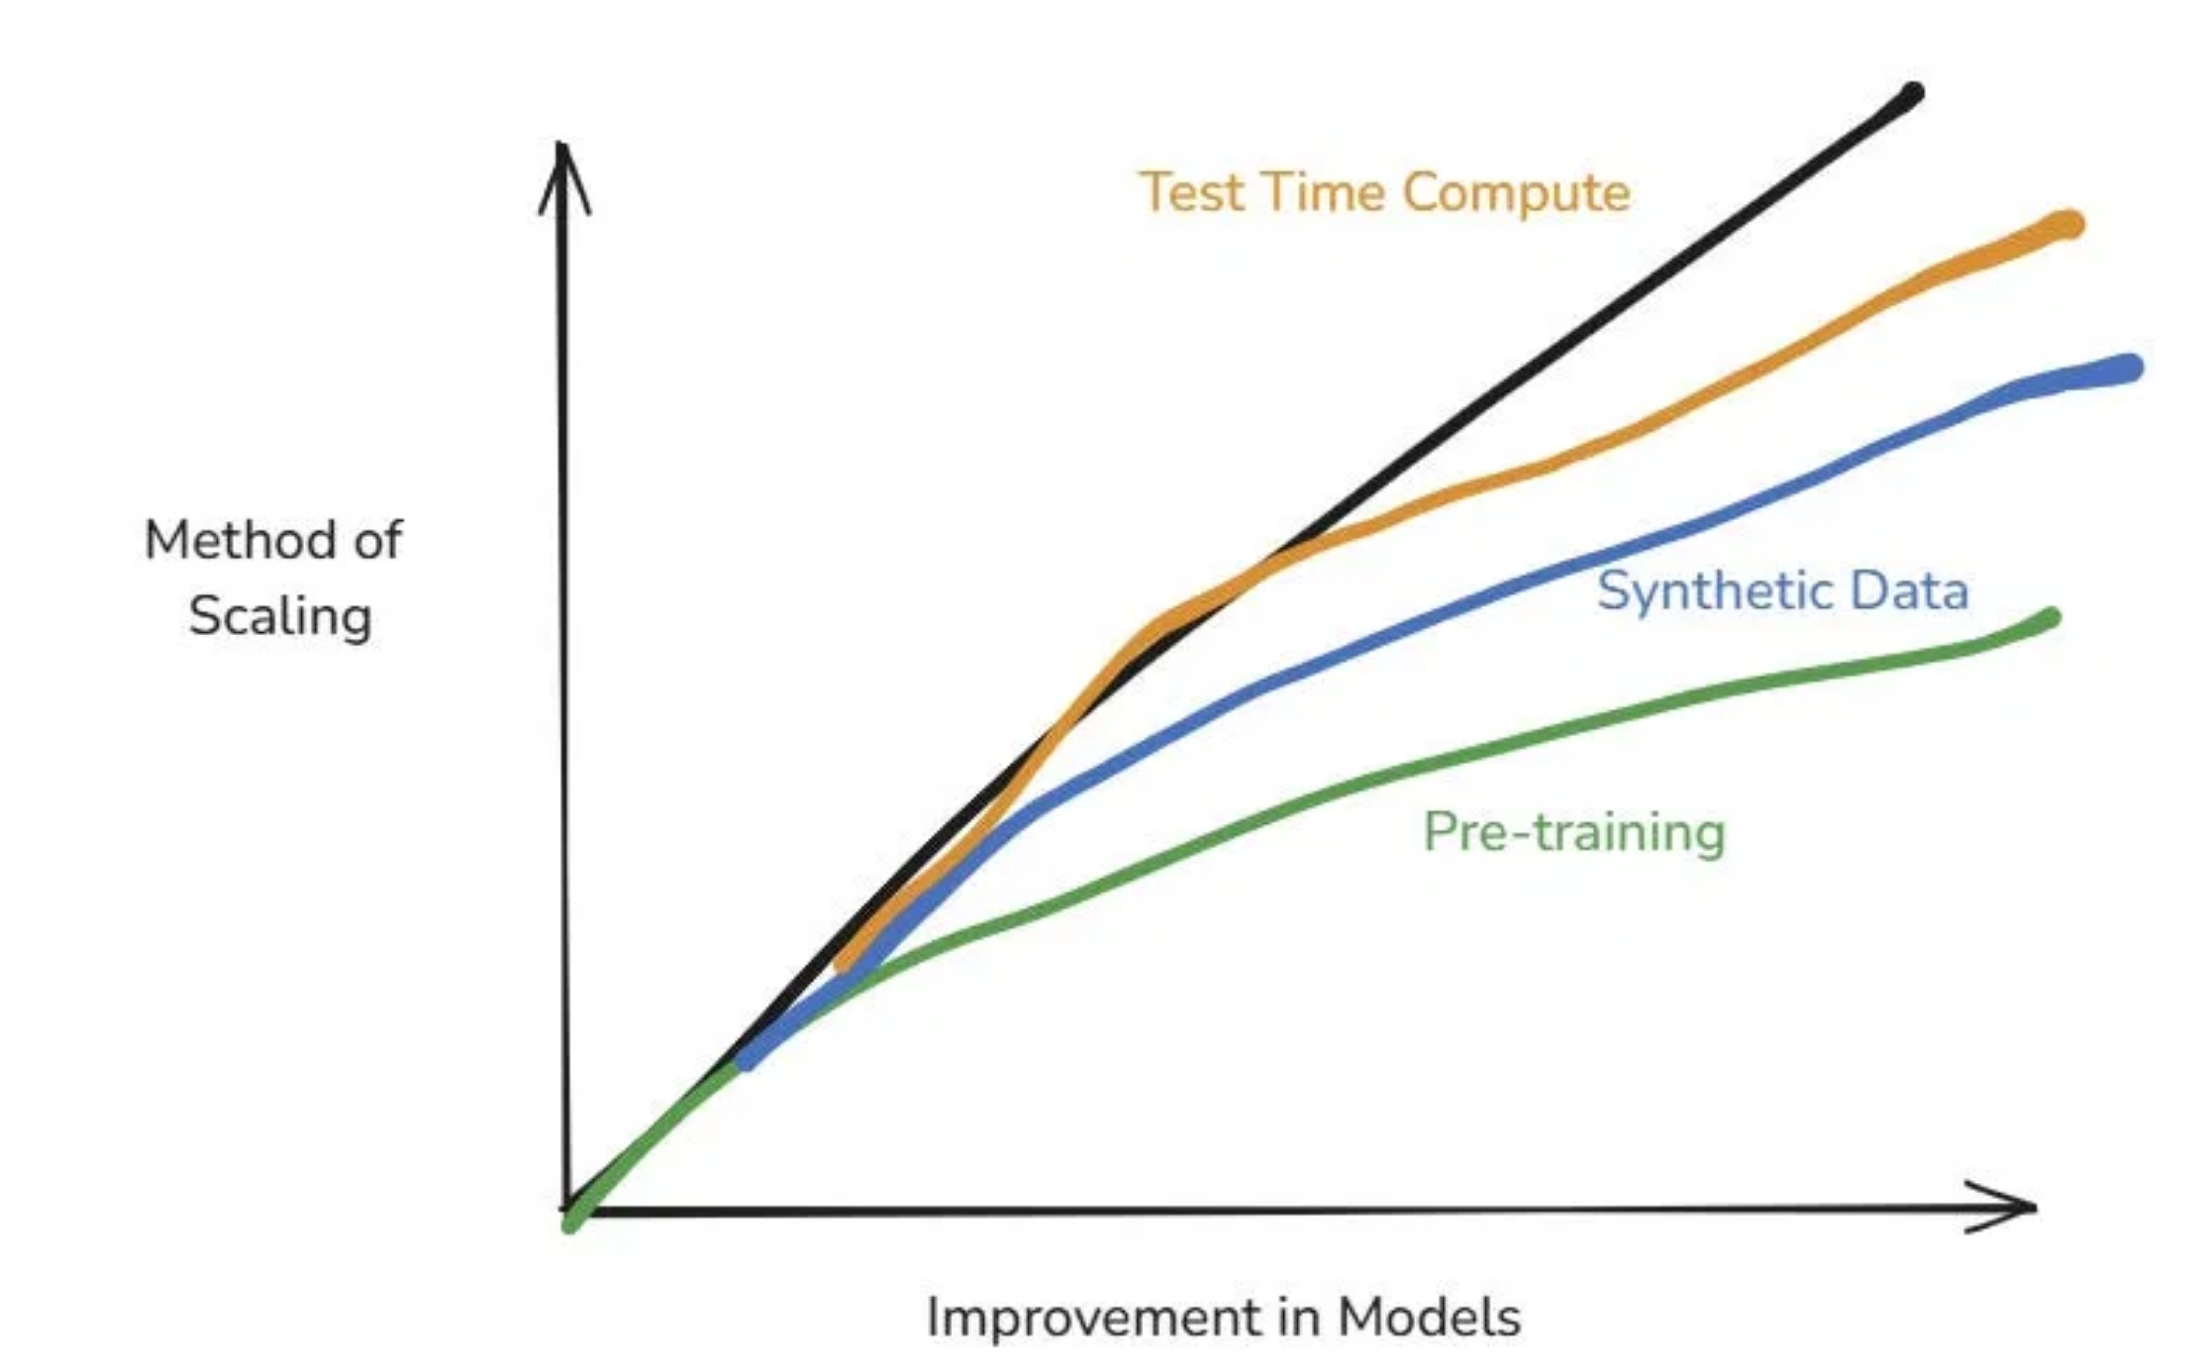 Test Time Compute
Method of
Scaling
Synthetic Data
Pre-training
Improvement in Models